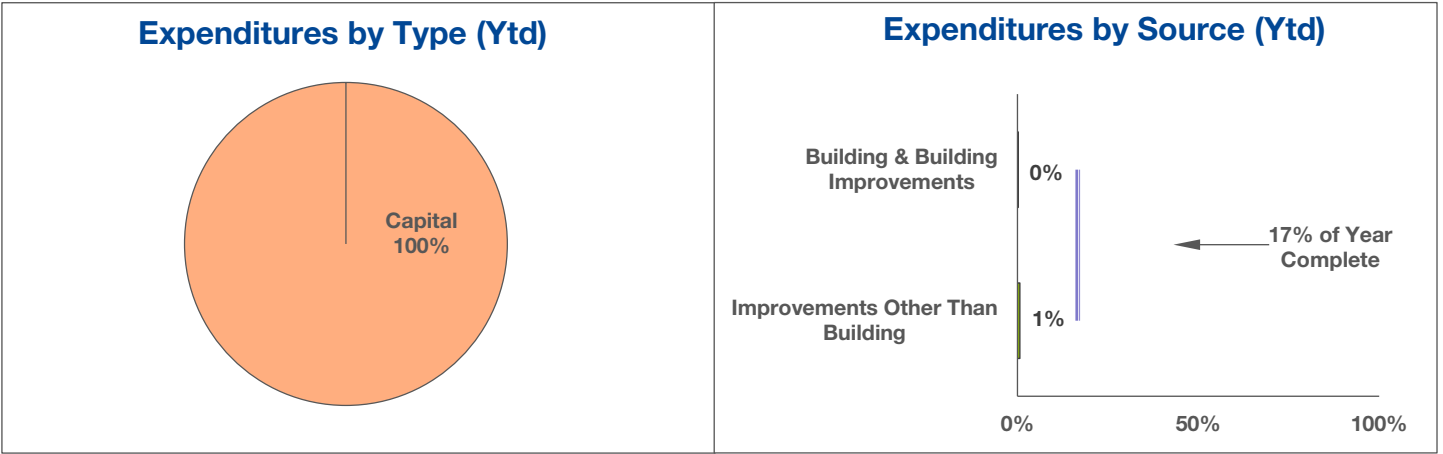 Expenditures by Type (Ytd)
Capital
100%
Expenditures by Source (Ytd)
Building & Building
Improvements
0%
17% of Year
Complete
Improvements Other Than
Building
1%
0%
50%
100%